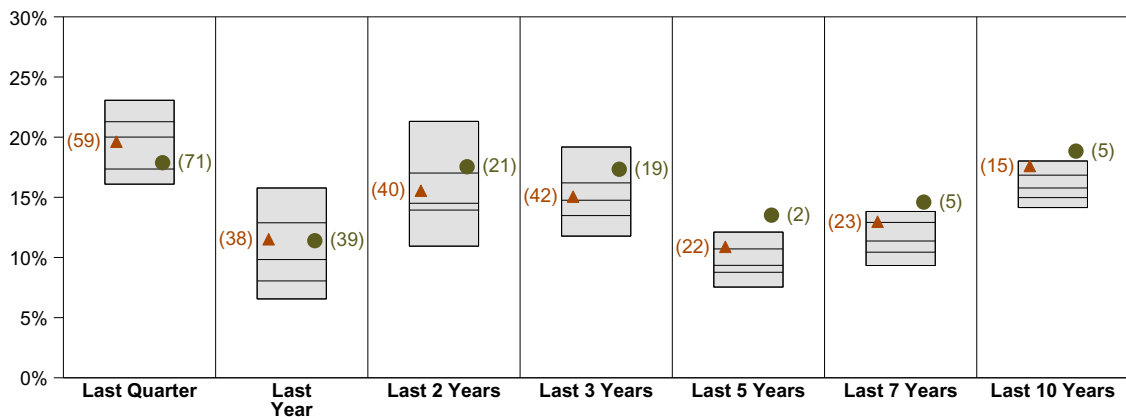 30%
25%
20%
15%
10%
5%
0%
(59)
(71)
(38)
(39)
(40)
(21)
(42)
(19)
(22)
(2)
(23)
(5)
(15)
(5)
Last Quarter
Last
Year
Last 2 Years
Last 3 Years
Last 5 Years
Last 7 Years
Last 10 Years